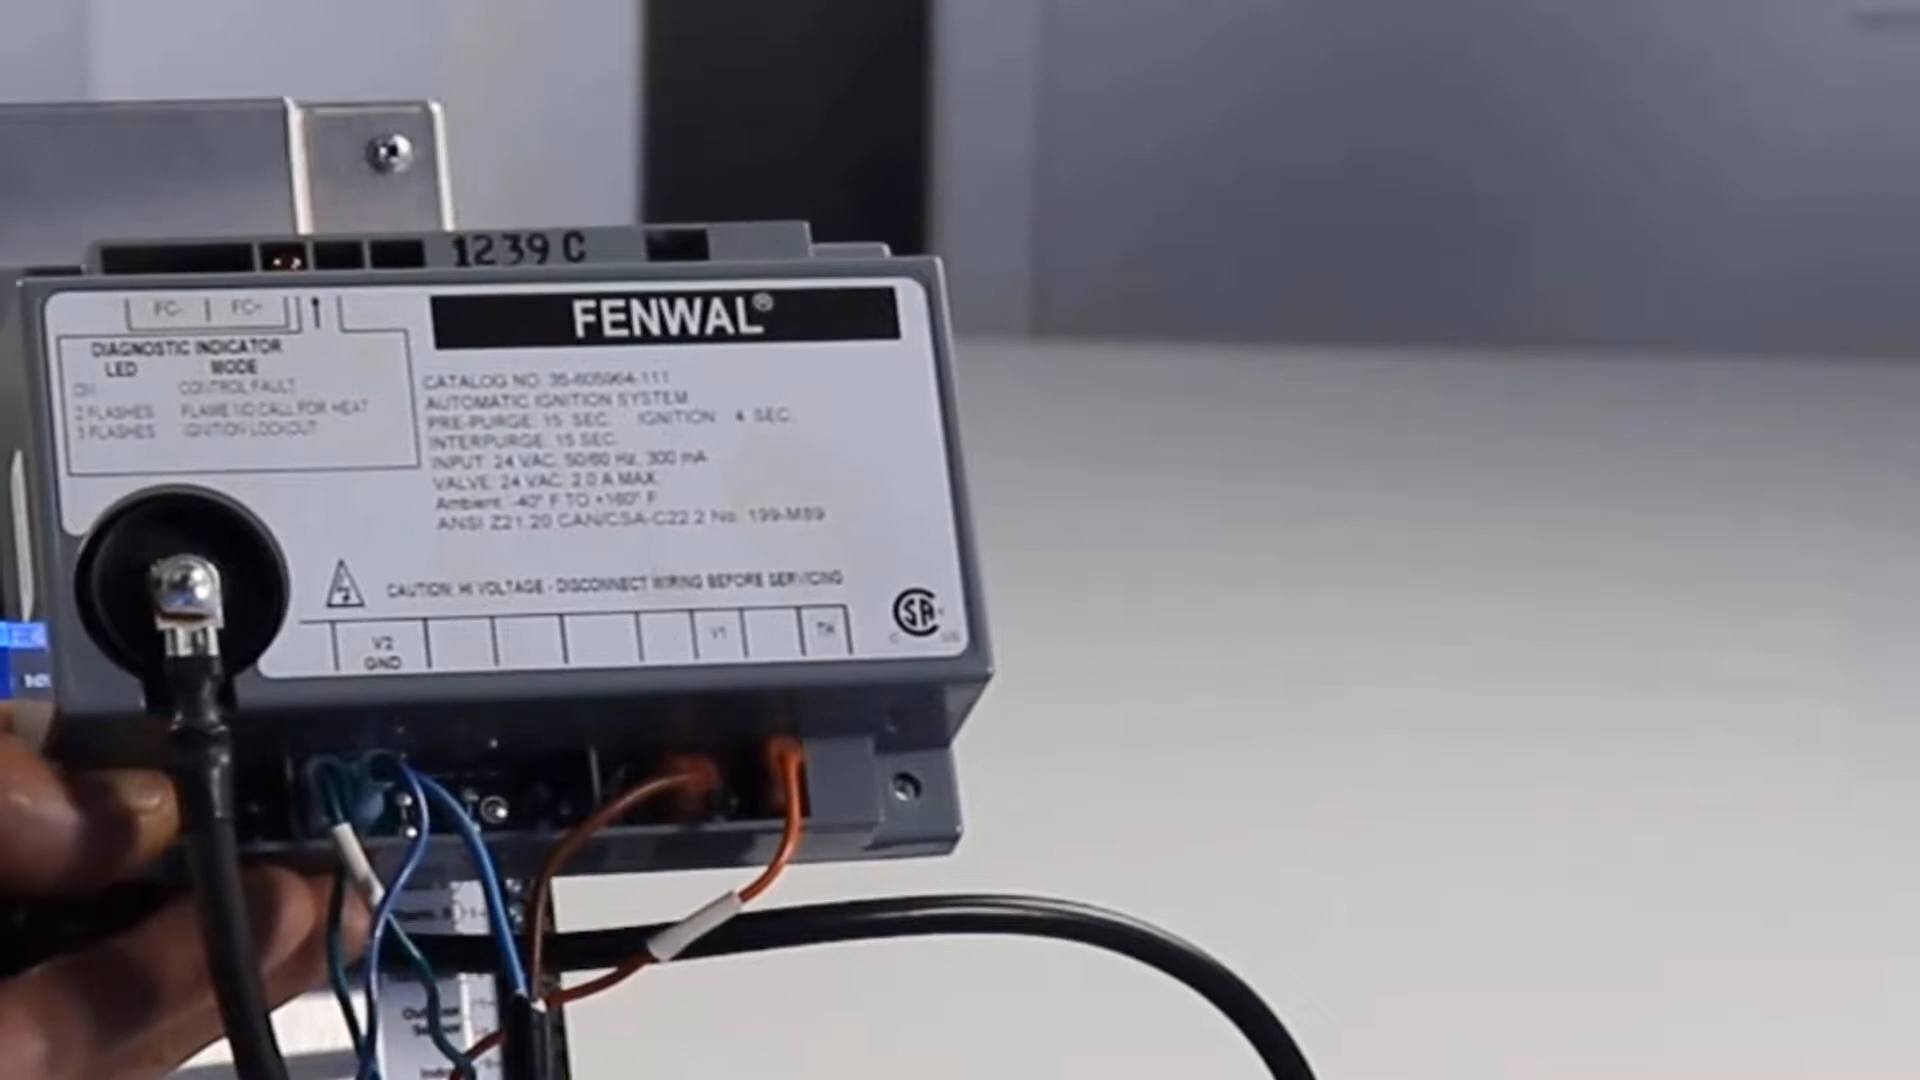 1239 C
FC- FC+
FENWAL®
DIAGNOSTIC INDICATOR
LED MODE
ON CONTROL FAULT
2 FLASHES FLAME NO CALL FOR HEAT
3 FLASHES IGNITION LOCKOUT
CATALOG NO. 35-605964-111
AUTOMATIC IGNITION SYSTEM
PRE-PURGE: 15 SEC. IGNITION: 4 SEC.
INTERPURGE: 15 SEC.
INPUT: 24 VAC, 50/60 Hz, 300 mA
VALVE: 24 VAC, 2.0 A MAX.
Ambient: -40° F TO +160° F
ANSI Z21.20 CAN/CSA-C22.2 No. 199-M89
CAUTION: HI VOLTAGE - DISCONNECT WIRING BEFORE SERVICING
V2
GND
V1
TH
C US